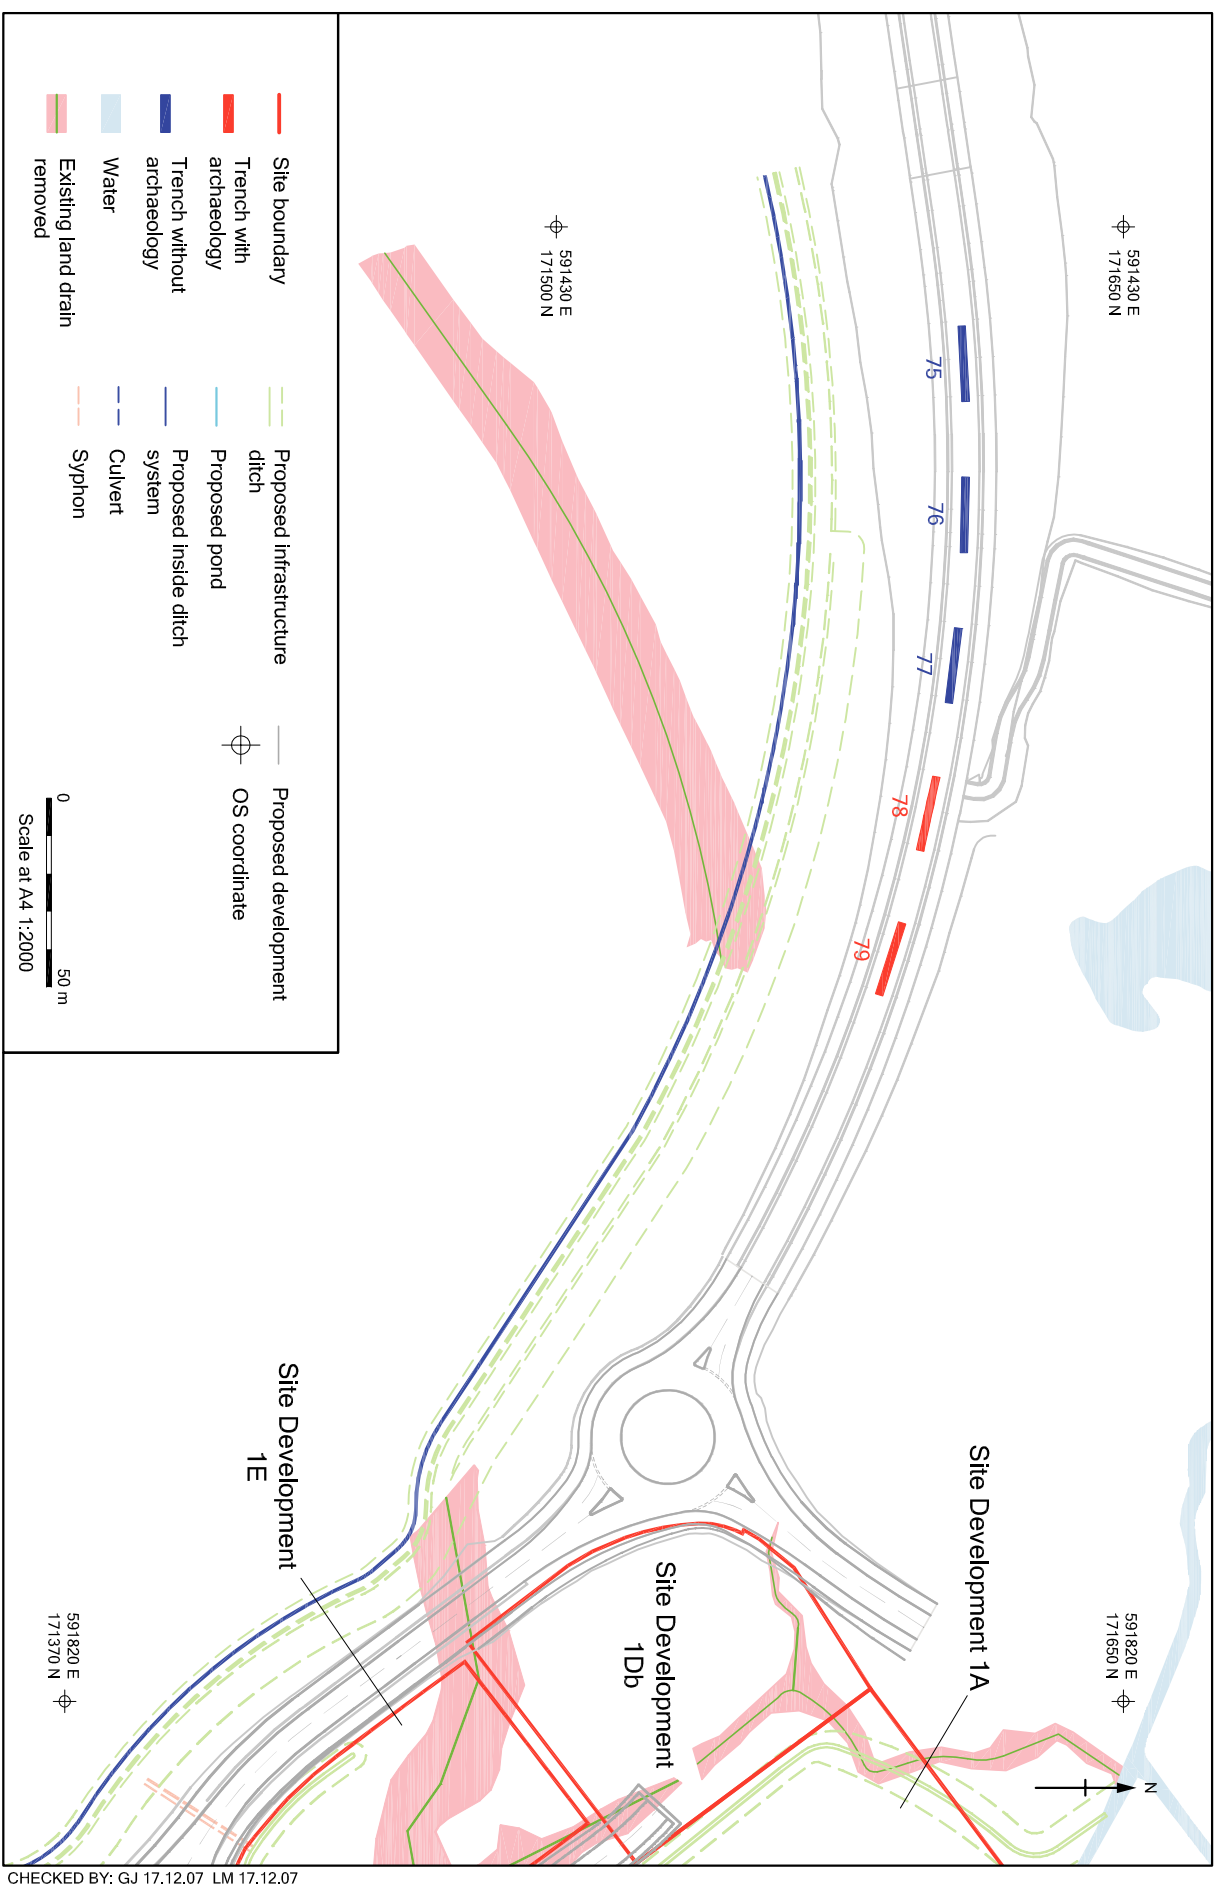 591430 E
171650 N
591430 E
171500 N
75
76
77
78
79
Site Development 1A
591820 E
171650 N
N
Site Development
1Db
Site Development
1E
591820 E
171370 N
Site boundary
Trench with
archaeology
Trench without
archaeology
Water
Existing land drain
removed
Proposed infrastructure
ditch
Proposed pond
Proposed inside ditch
system
Culvert
Syphon
Proposed development
OS coordinate
0
50 m
Scale at A4 1:2000
CHECKED BY: GJ 17.12.07 LM 17.12.07